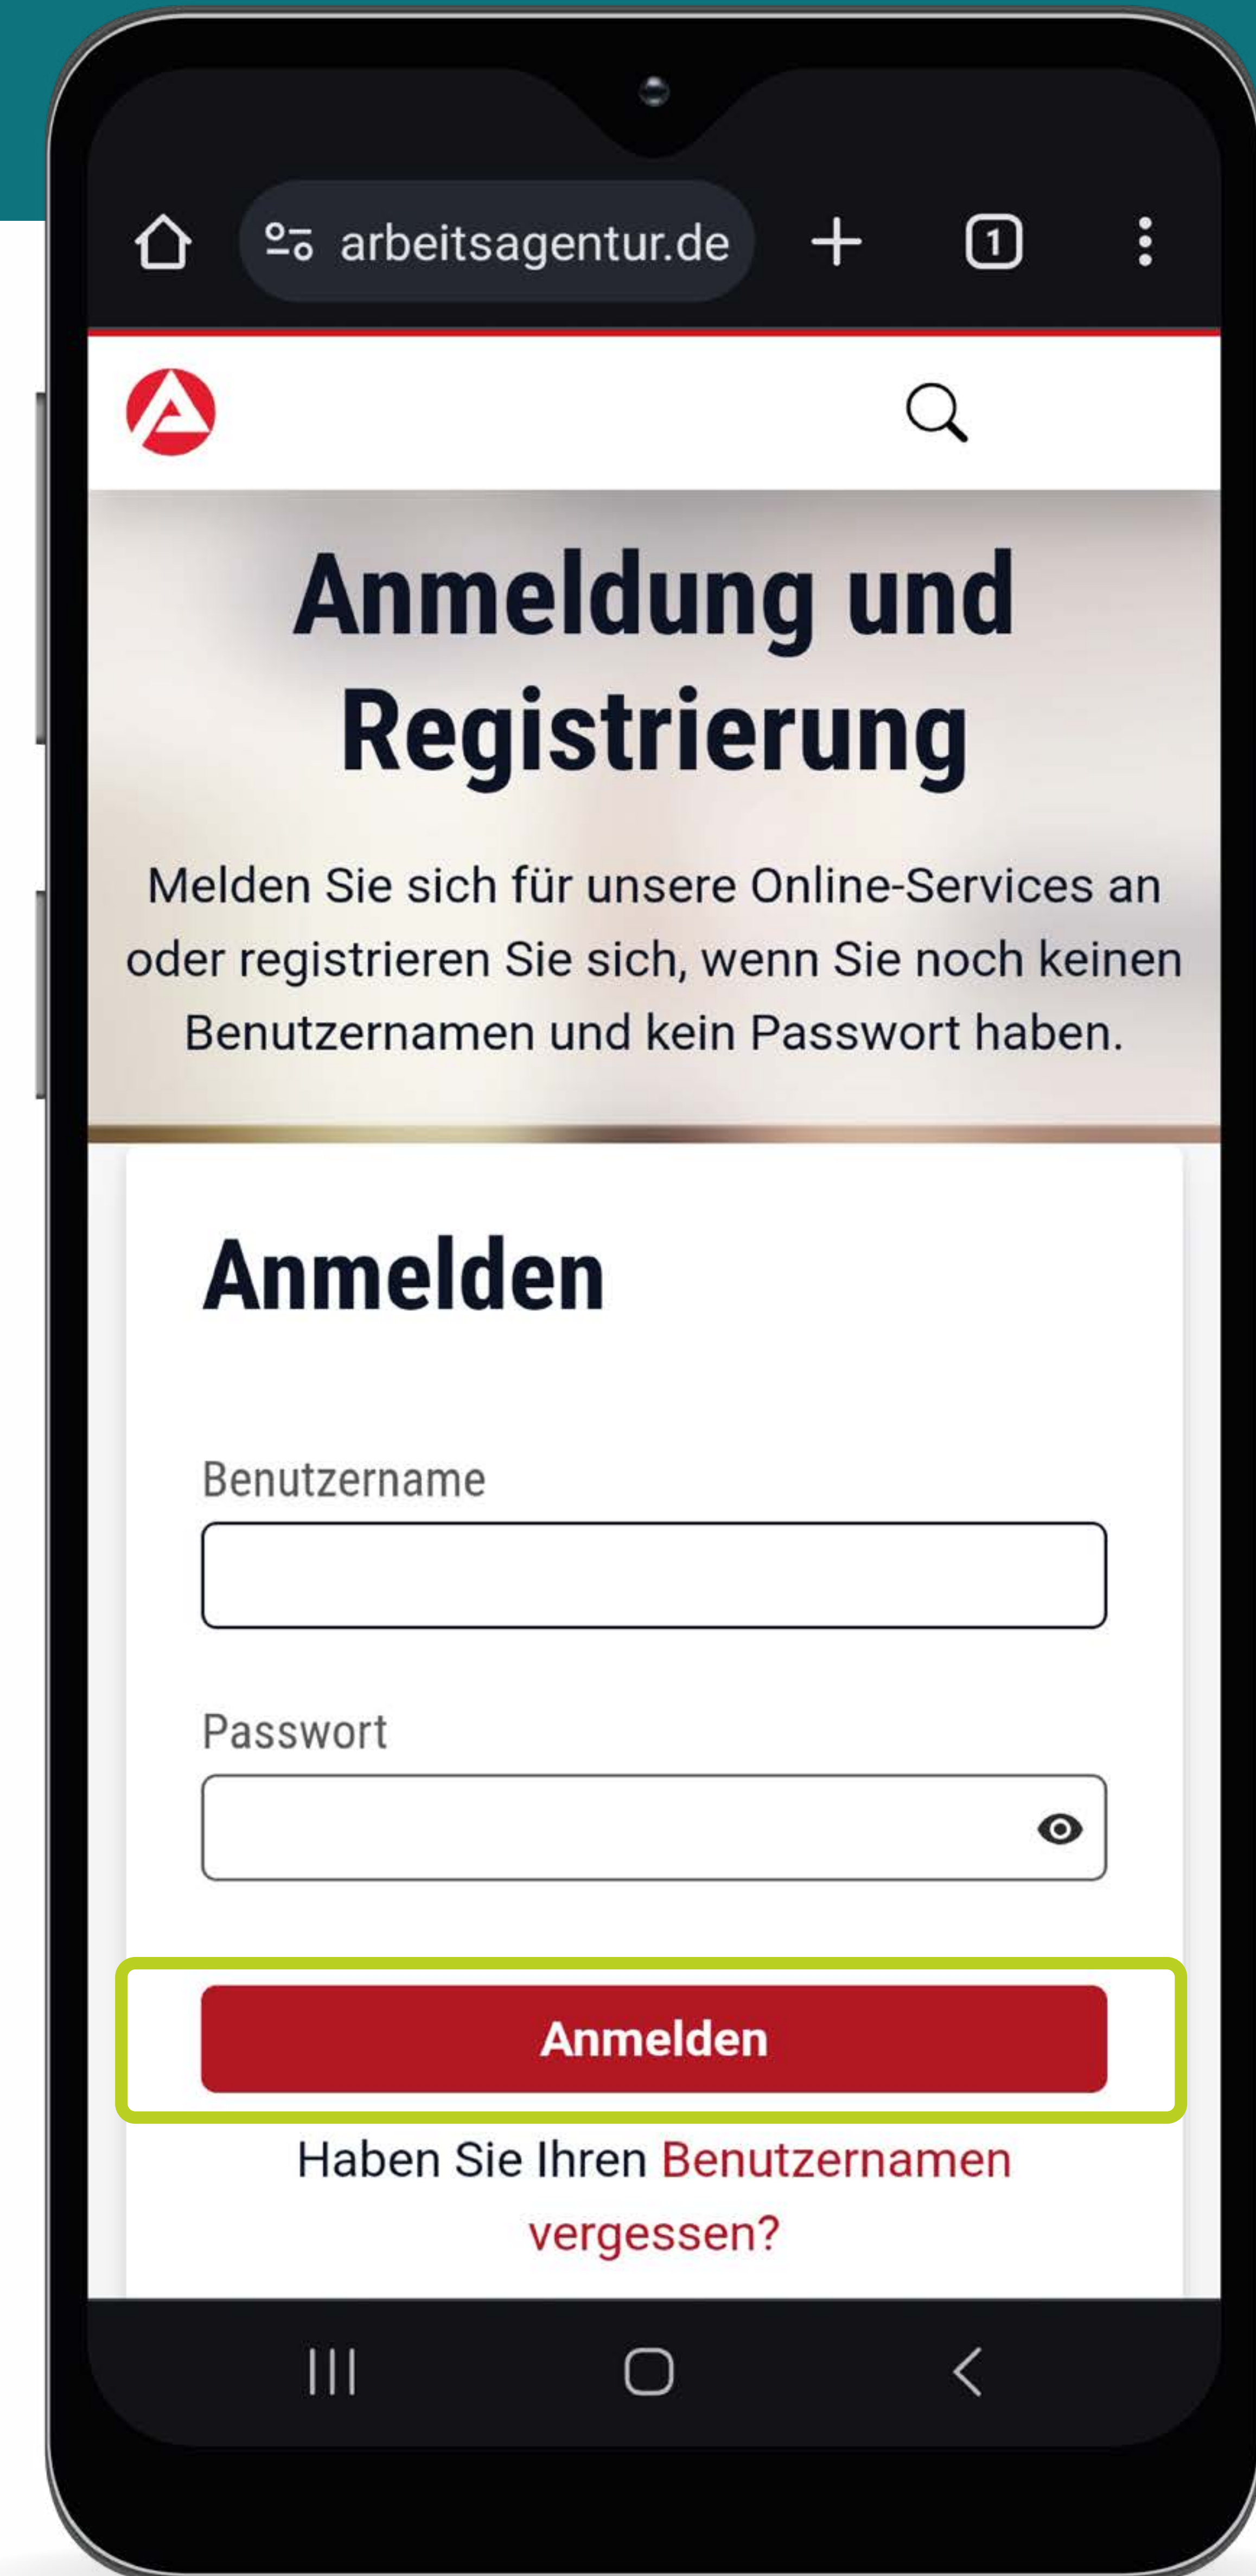 arbeitsagentur.de
1
Anmeldung und
Registrierung
Melden Sie sich für unsere Online-Services an
oder registrieren Sie sich, wenn Sie noch keinen
Benutzernamen und kein Passwort haben.
Anmelden
Benutzername
Passwort
Anmelden
Haben Sie Ihren Benutzernamen
vergessen?